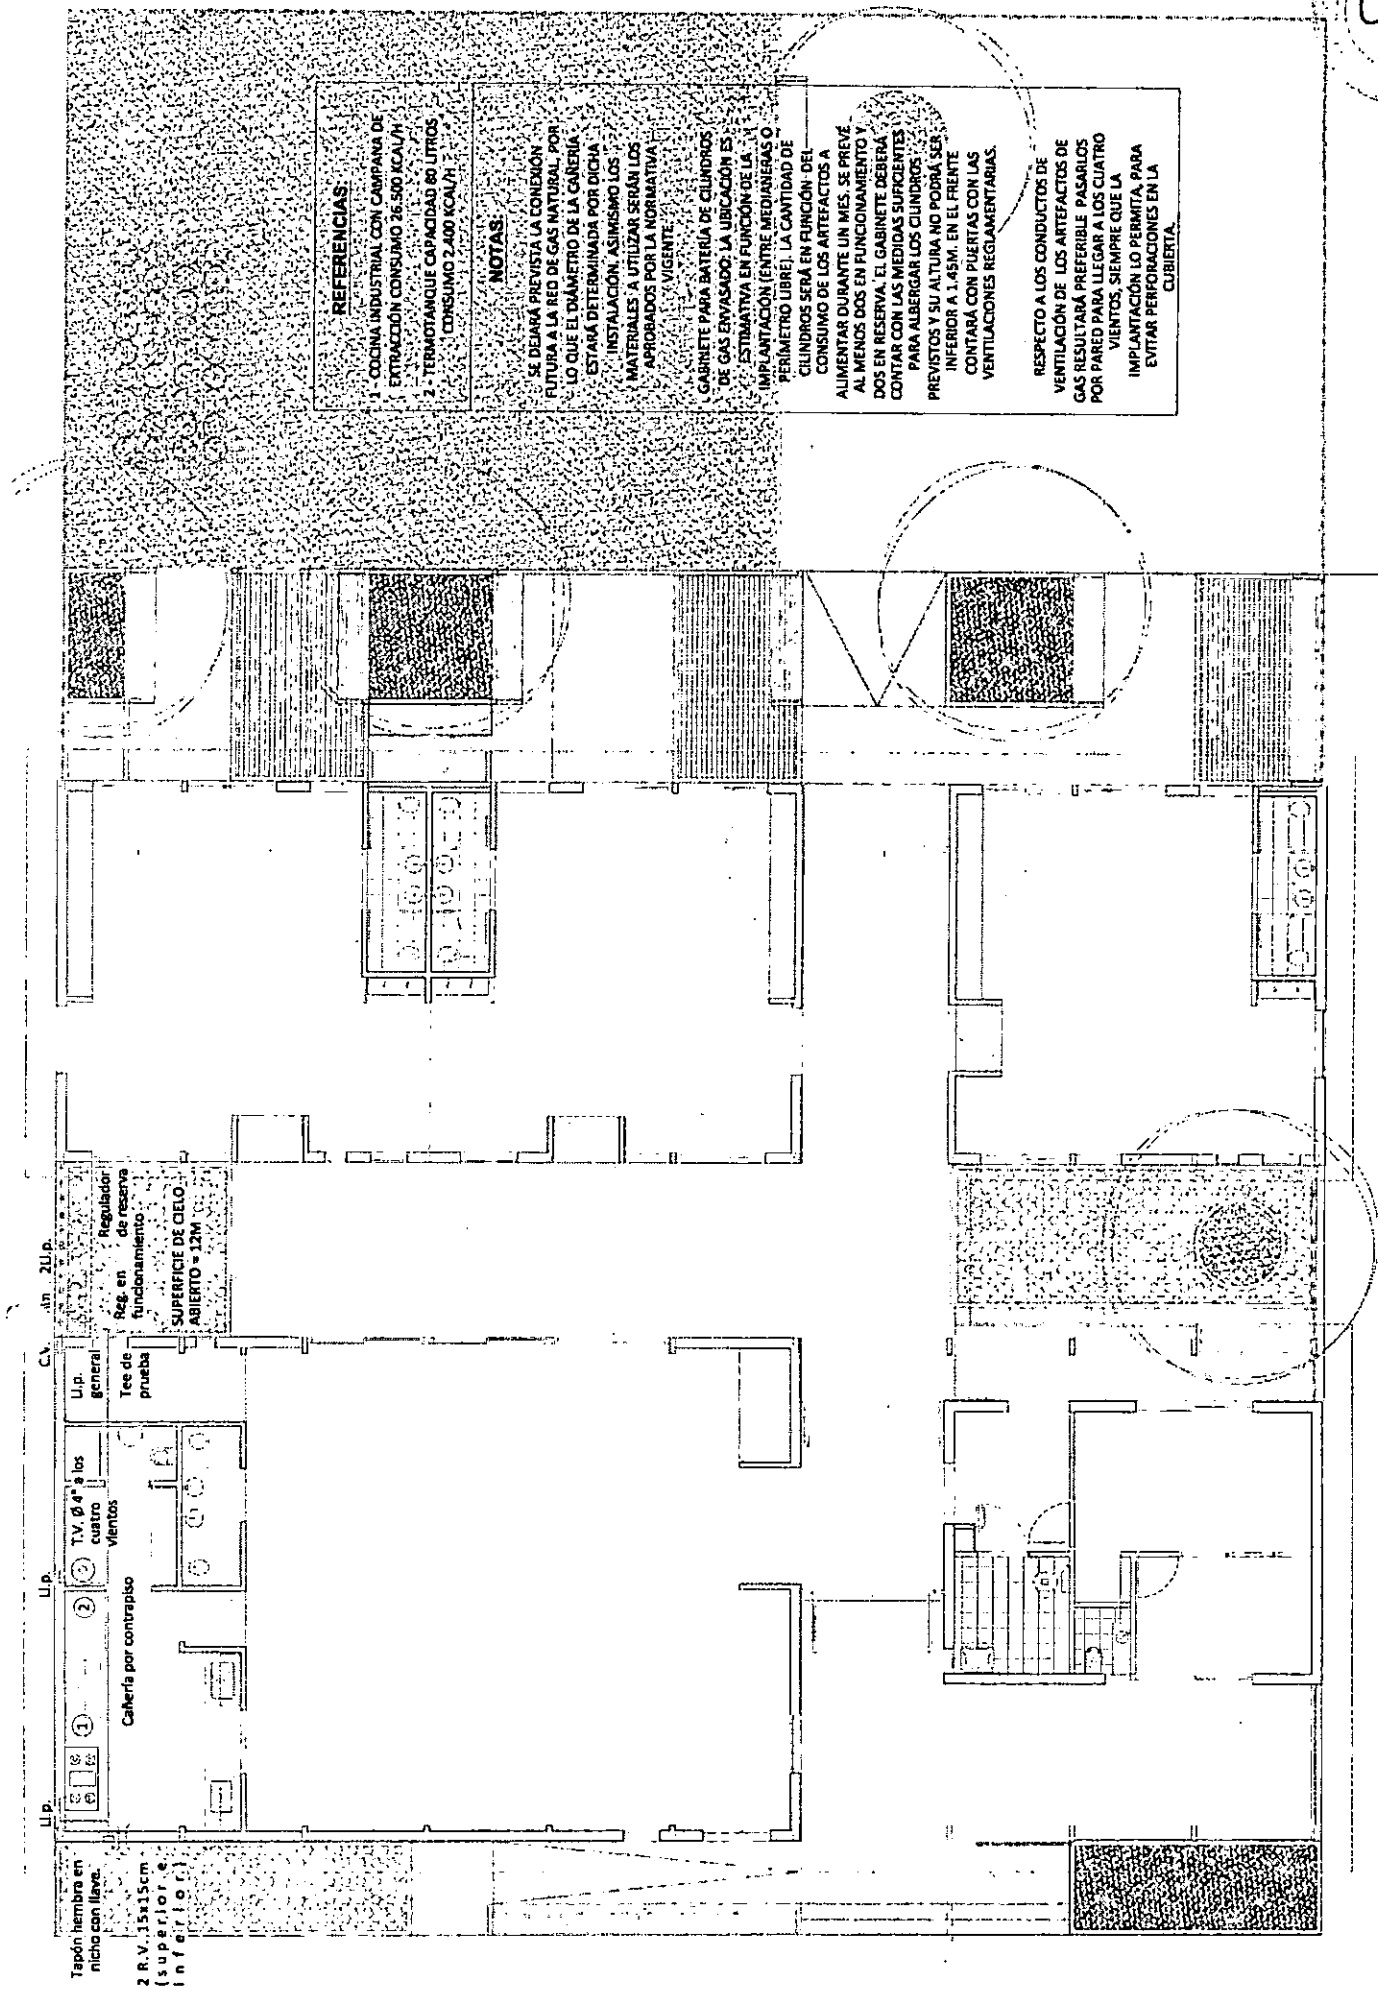 REFERENCIAS
1 - COCINA INDUSTRIAL CON CAMPANA DE
EXTRACCIÓN CONSUMO 26.500 KCAL/H
2 - TERMOTANQUE CAPACIDAD 80 LITROS
CONSUMO 2.400 KCAL/H
NOTAS:
SE DEJARÁ PREVISTA LA CONEXIÓN
FUTURA A LA RED DE GAS NATURAL, POR
LO QUE EL DIÁMETRO DE LA CAÑERÍA
ESTARÁ DETERMINADA POR DICHA
INSTALACIÓN, ASIMISMO LOS
MATERIALES A UTILIZAR SERÁN LOS
APROBADOS POR LA NORMATIVA
VIGENTE.
GABINETE PARA BATERÍA DE CILINDROS
DE GAS ENVASADO: LA UBICACIÓN ES
ESTIMATIVA EN FUNCIÓN DE LA
IMPLANTACIÓN (ENTRE MEDIANERAS O
PERÍMETRO LIBRE). LA CANTIDAD DE
CILINDROS SERÁ EN FUNCIÓN DEL
CONSUMO DE LOS ARTEFACTOS A
ALIMENTAR DURANTE UN MES. SE PREVÉ
AL MENOS DOS EN FUNCIONAMIENTO Y
DOS EN RESERVA. EL GABINETE DEBERÁ
CONTAR CON LAS MEDIDAS SUFICIENTES
PARA ALBERGAR LOS CILINDROS
PREVISTOS Y SU ALTURA NO PODRÁ SER
INFERIOR A 1.45M. EN EL FRENTE
CONTARÁ CON PUERTAS CON LAS
VENTILACIONES REGLAMENTARIAS.
RESPECTO A LOS CONDUCTOS DE
VENTILACIÓN DE LOS ARTEFACTOS DE
GAS RESULTARÁ PREFERIBLE PASARLOS
POR PARED PARA LLEGAR A LOS CUATRO
VIENTOS, SIEMPRE QUE LA
IMPLANTACIÓN LO PERMITA, PARA
EVITAR PERFORACIONES EN LA
CUBIERTA.
Tapón hembra en
nicho con llave.
2 R.V. 15x15cm
(superior e
inferior)
Ll.p.
1
Cañería por contrapiso
Ll.p.
2
T.V. Ø 4" a los
cuatro
vientos
C.V.
Ll.p.
general
Tee de
prueba
2Ll.p.
Regulador
de reserva
Reg. en
funcionamiento
SUPERFICIE DE CIELO
ABIERTO = 12M